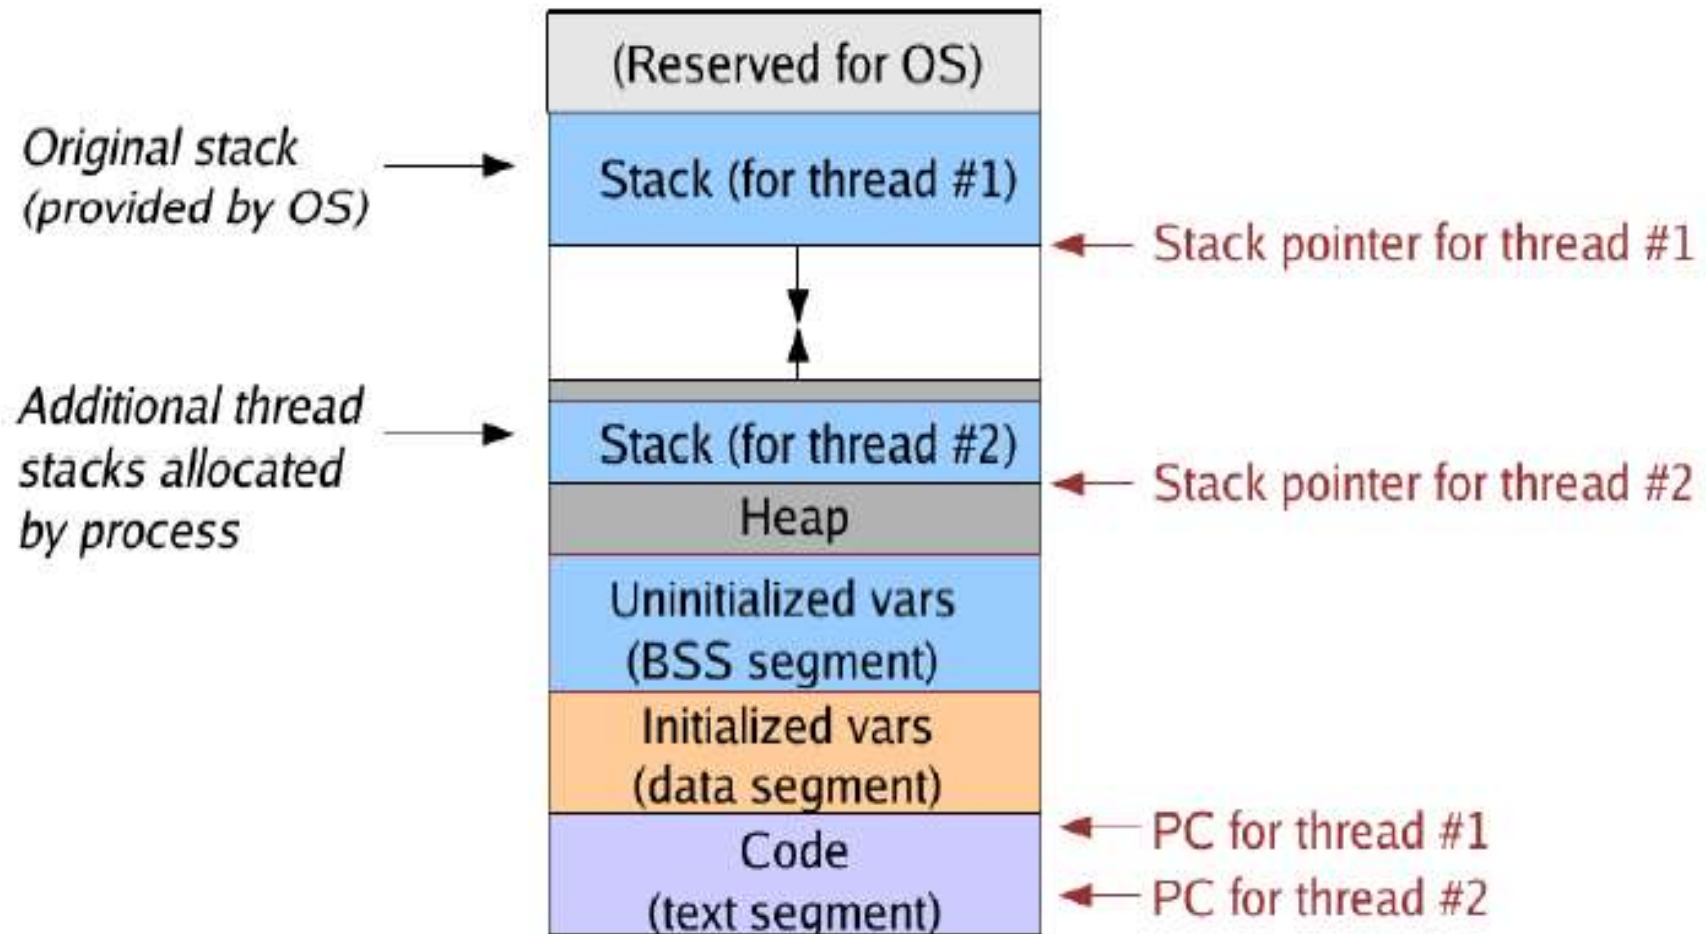 (Reserved for OS)
Original stack
(provided by OS)
Stack (for thread #1)
Stack pointer for thread #1
Additional thread
stacks allocated
by process
Stack (for thread #2)
Stack pointer for thread #2
Heap
Uninitialized vars
(BSS segment)
Initialized vars
(data segment)
Code
(text segment)
PC for thread #1
PC for thread #2